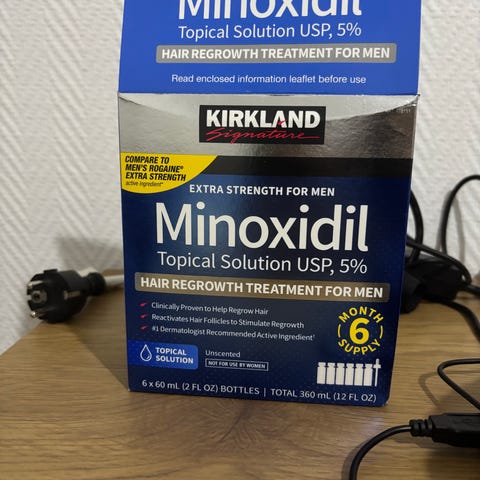 Minoxidil
Topical Solution USP, 5%
HAIR REGROWTH TREATMENT FOR MEN
Read enclosed information leaflet before use
KIRKLAND
Signature
COMPARE TO
MEN'S ROGAINE®
EXTRA STRENGTH
active ingredient*
EXTRA STRENGTH FOR MEN
Minoxidil
Topical Solution USP, 5%
HAIR REGROWTH TREATMENT FOR MEN
Clinically Proven to Help Regrow Hair
Reactivates Hair Follicles to Stimulate Regrowth
#1 Dermatologist Recommended Active Ingredient†
MONTH
6
SUPPLY
TOPICAL
SOLUTION
Unscented
NOT FOR USE BY WOMEN
6 x 60 mL (2 FL OZ) BOTTLES | TOTAL 360 mL (12 FL OZ)